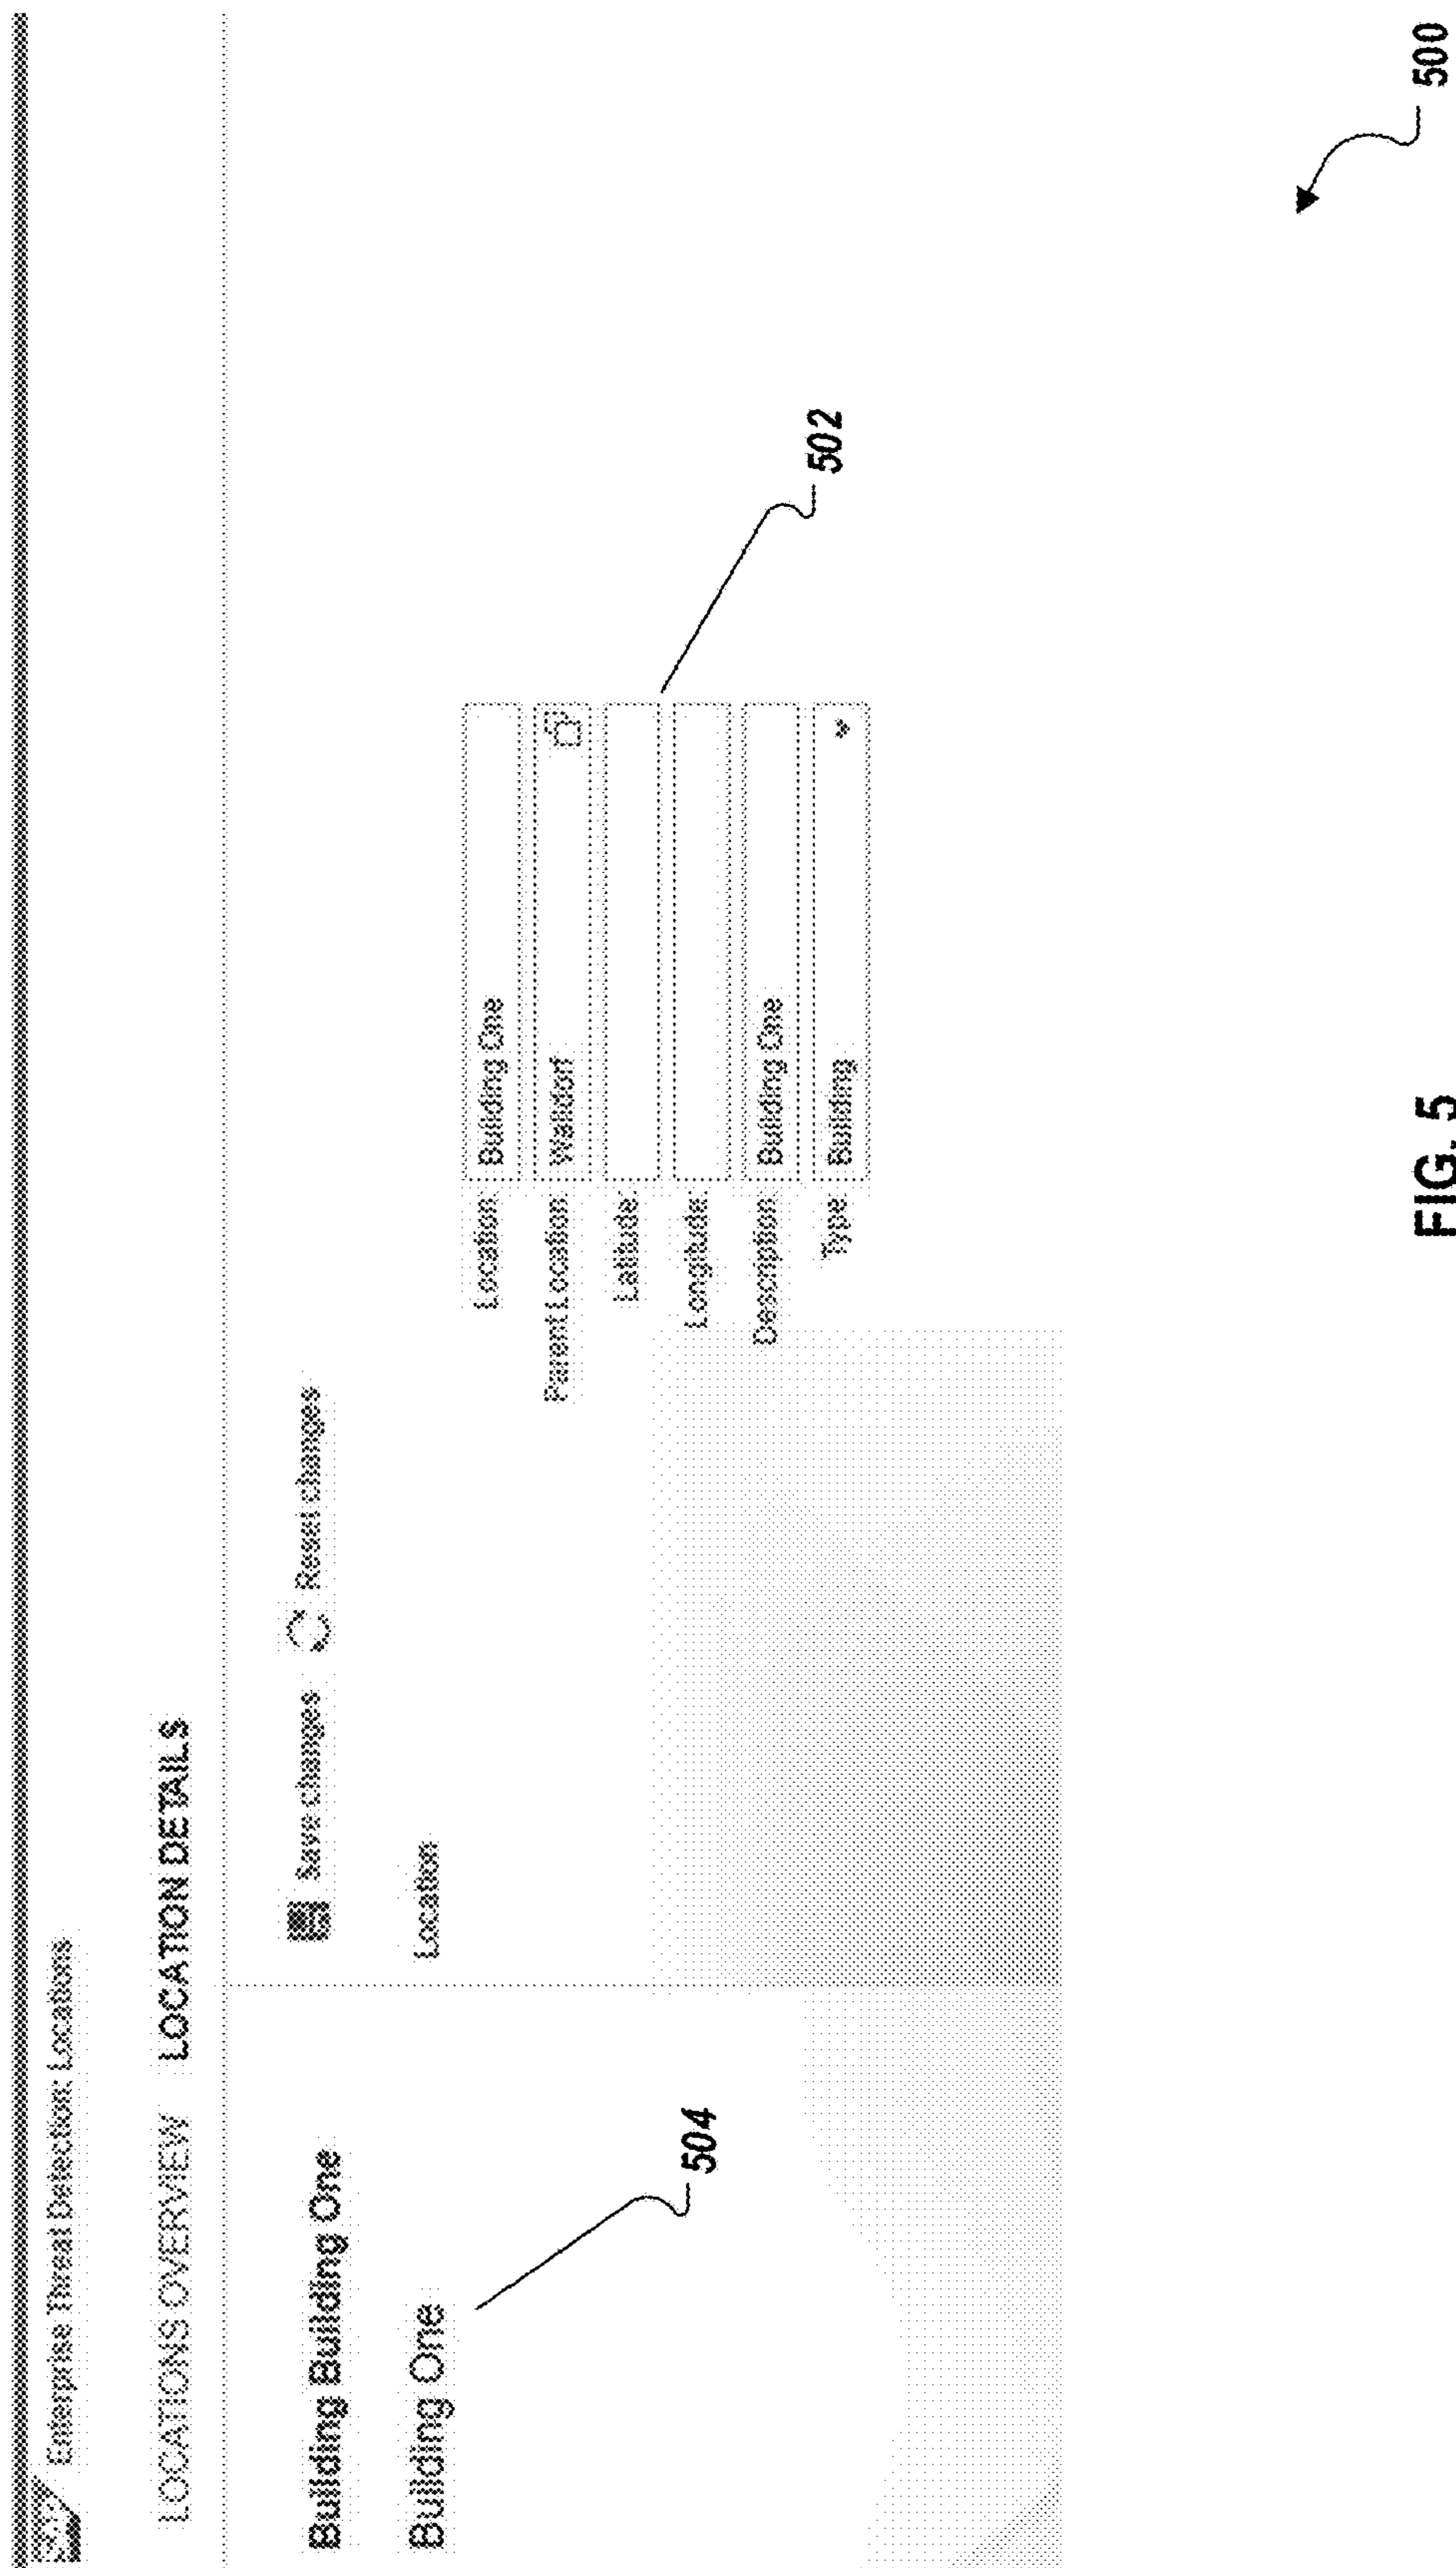 Enterprise Threat Detection: Locations
LOCATIONS OVERVIEW LOCATION DETAILS
Building Building One
Building One
504
Save changes Reset changes
Location
Location Building One
Parent Location Walldorf
Latitude
Longitude
Description Building One
Type Building
502
500
FIG. 5